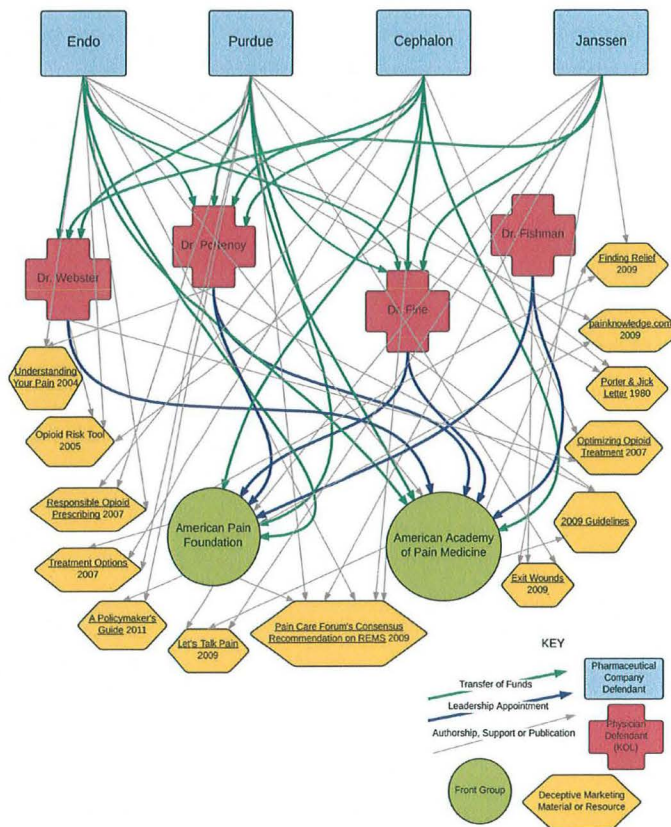 Endo
Purdue
Cephalon
Janssen
Dr. Webster
Dr. Portenoy
Dr. Fine
Dr. Fishman
Finding Relief
2009
painknowledge.com
2009
Porter & Jick
Letter 1980
Understanding
Your Pain 2004
Opioid Risk Tool
2005
Optimizing Opioid
Treatment 2007
Responsible Opioid
Prescribing 2007
2009 Guidelines
American Pain
Foundation
American Academy
of Pain Medicine
Treatment Options
2007
Exit Wounds
2009
A Policymaker's
Guide 2011
Let's Talk Pain
2009
Pain Care Forum's Consensus
Recommendation on REMS 2009
KEY
Transfer of Funds
Leadership Appointment
Authorship, Support or Publication
Pharmaceutical
Company
Defendant
Physician
Defendant
(KOL)
Front Group
Deceptive Marketing
Material or Resource